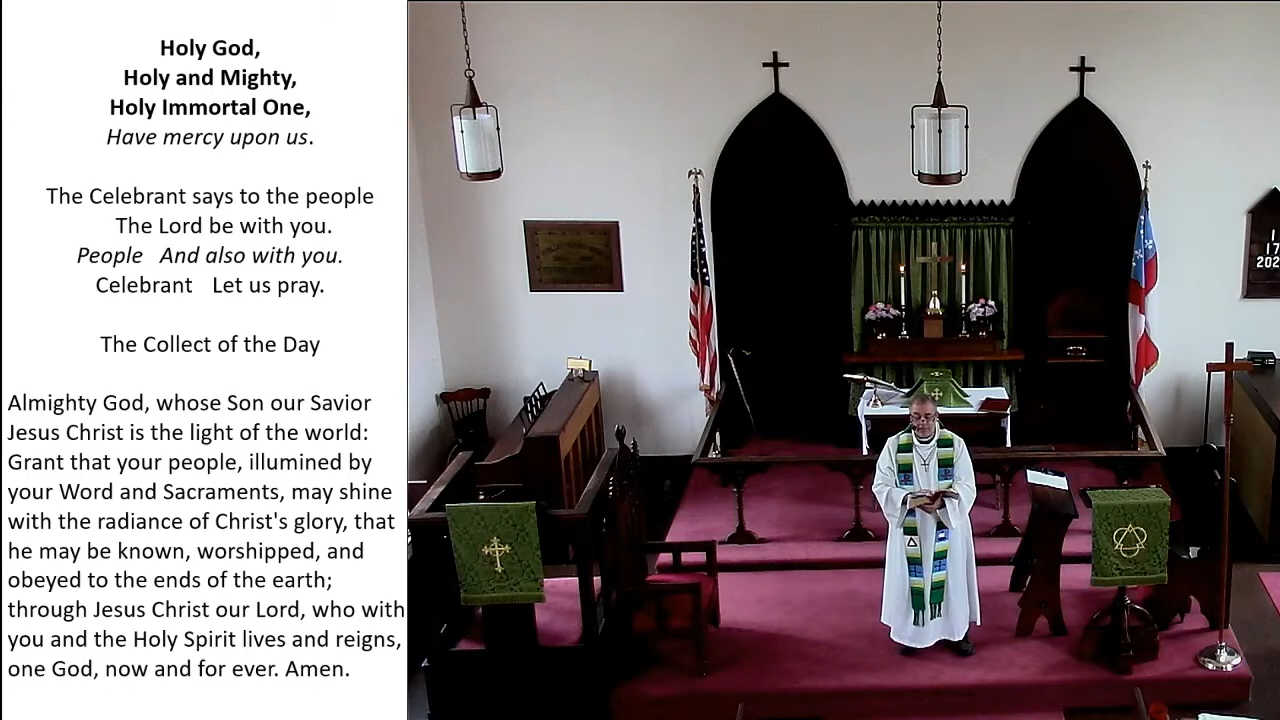 Holy God,
Holy and Mighty,
Holy Immortal One,
Have mercy upon us.
The Celebrant says to the people
The Lord be with you.
People And also with you.
Celebrant Let us pray.
The Collect of the Day
Almighty God, whose Son our Savior
Jesus Christ is the light of the world:
Grant that your people, illumined by
your Word and Sacraments, may shine
with the radiance of Christ's glory, that
he may be known, worshipped, and
obeyed to the ends of the earth;
through Jesus Christ our Lord, who with
you and the Holy Spirit lives and reigns,
one God, now and for ever. Amen.
1
17
202